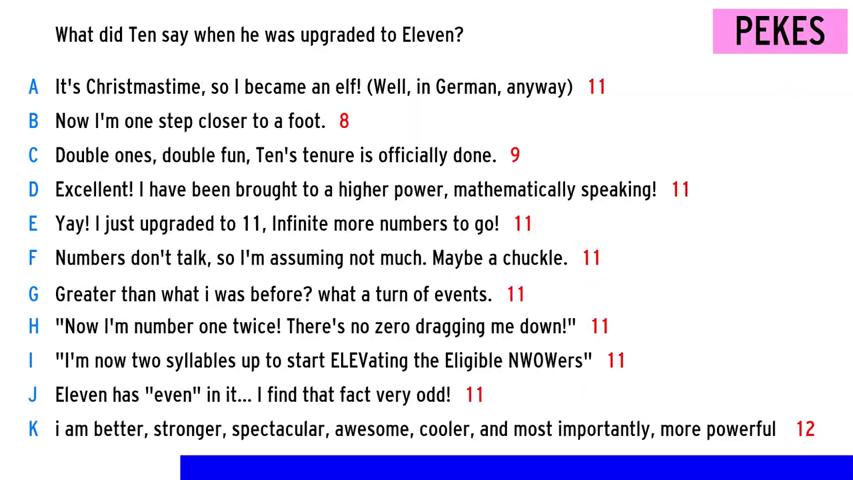 What did Ten say when he was upgraded to Eleven?
PEKES
A It's Christmastime, so I became an elf! (Well, in German, anyway) 11
B Now I'm one step closer to a foot. 8
C Double ones, double fun, Ten's tenure is officially done. 9
D Excellent! I have been brought to a higher power, mathematically speaking! 11
E Yay! I just upgraded to 11, Infinite more numbers to go! 11
F Numbers don't talk, so I'm assuming not much. Maybe a chuckle. 11
G Greater than what i was before? what a turn of events. 11
H "Now I'm number one twice! There's no zero dragging me down!" 11
I "I'm now two syllables up to start ELEVating the Eligible NWOWers" 11
J Eleven has "even" in it... I find that fact very odd! 11
K i am better, stronger, spectacular, awesome, cooler, and most importantly, more powerful 12